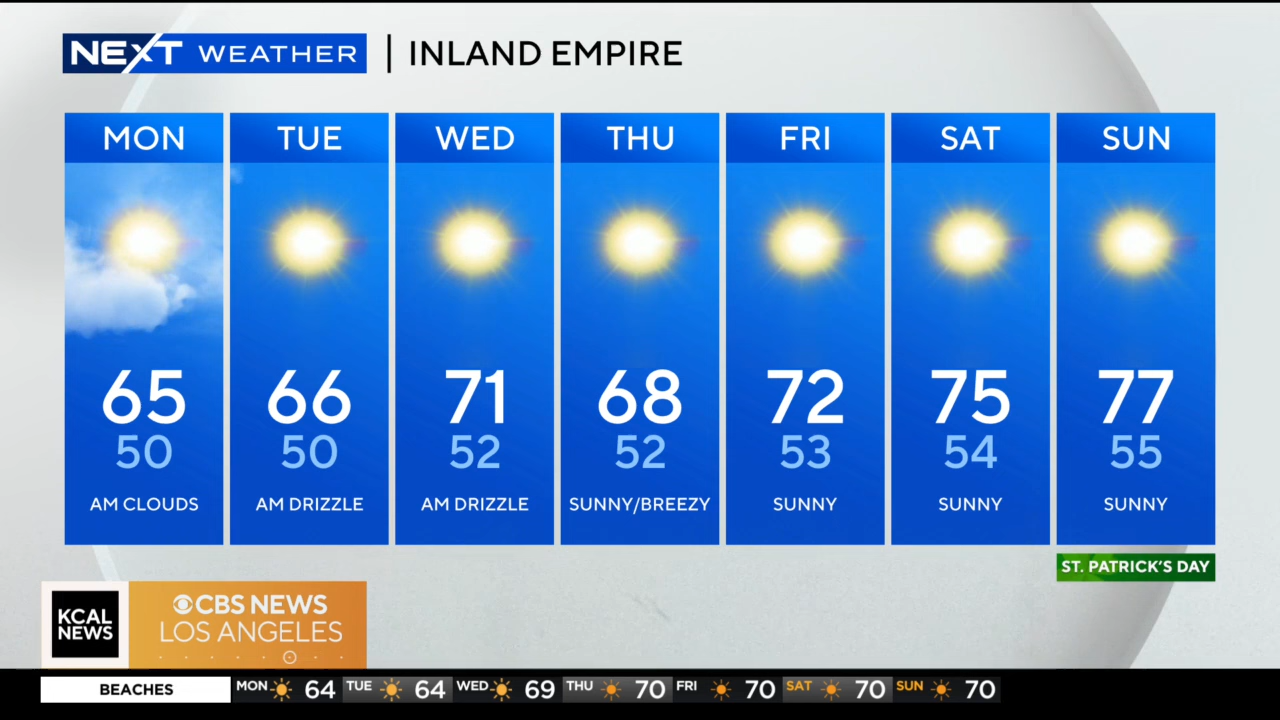 NEXT WEATHER | INLAND EMPIRE
MON TUE WED THU FRI SAT SUN
65 66 71 68 72 75 77
50 50 52 52 53 54 55
AM CLOUDS AM DRIZZLE AM DRIZZLE SUNNY/BREEZY SUNNY SUNNY SUNNY
ST. PATRICK'S DAY
KCAL
NEWS
CBS NEWS
LOS ANGELES
BEACHES MON 64 TUE 64 WED 69 THU 70 FRI 70 SAT 70 SUN 70